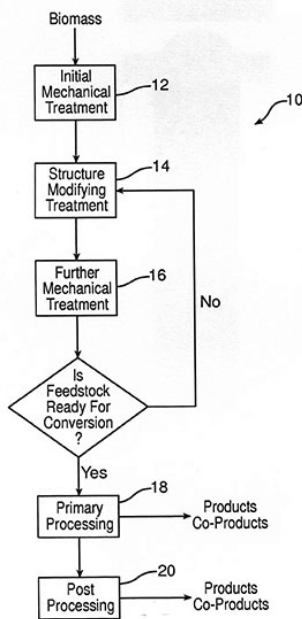 Biomass
Initial
Mechanical
Treatment
12
10
Structure
Modifying
Treatment
14
Further
Mechanical
Treatment
16
No
Is
Feedstock
Ready For
Conversion
?
Yes
Primary
Processing
18
Products
Co-Products
Post
Processing
20
Products
Co-Products